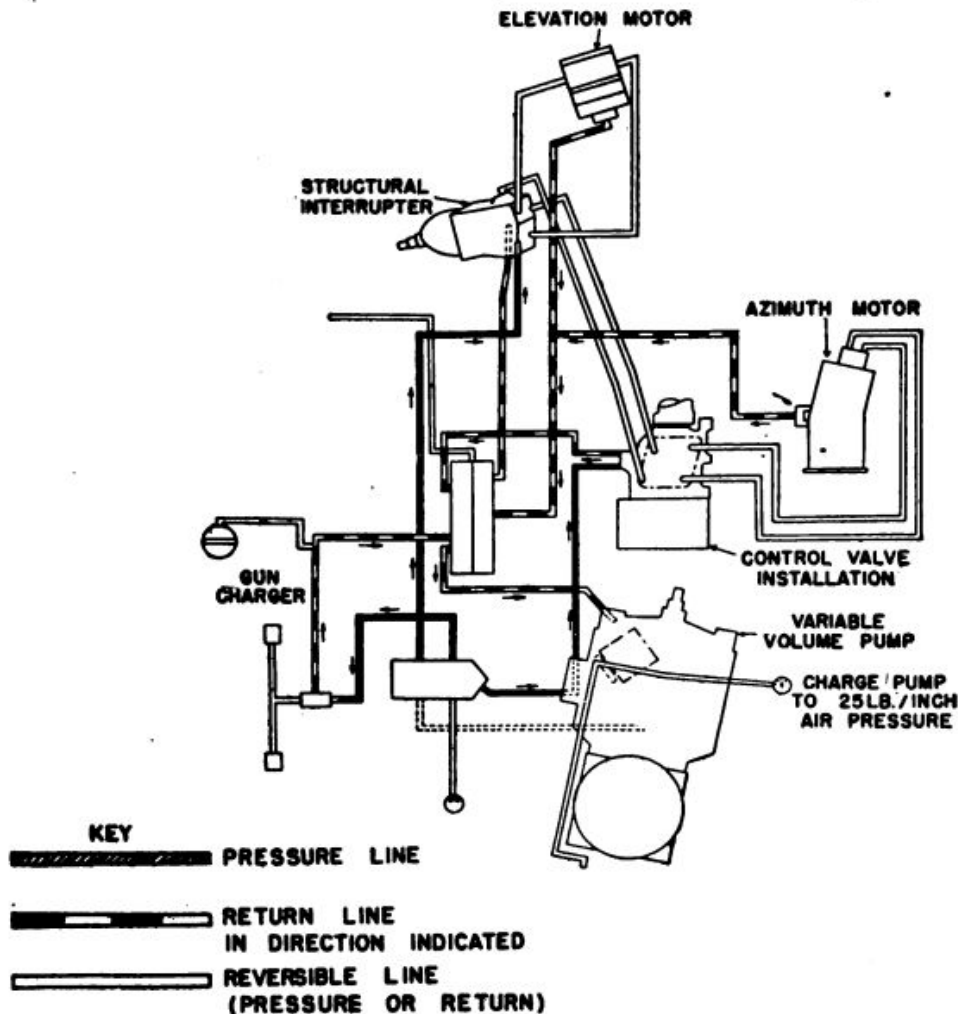 ELEVATION MOTOR
STRUCTURAL
INTERRUPTER
AZIMUTH MOTOR
GUN
CHARGER
CONTROL VALVE
INSTALLATION
VARIABLE
VOLUME PUMP
CHARGE PUMP
TO 25LB./INCH
AIR PRESSURE
KEY
PRESSURE LINE
RETURN LINE
IN DIRECTION INDICATED
REVERSIBLE LINE
(PRESSURE OR RETURN)